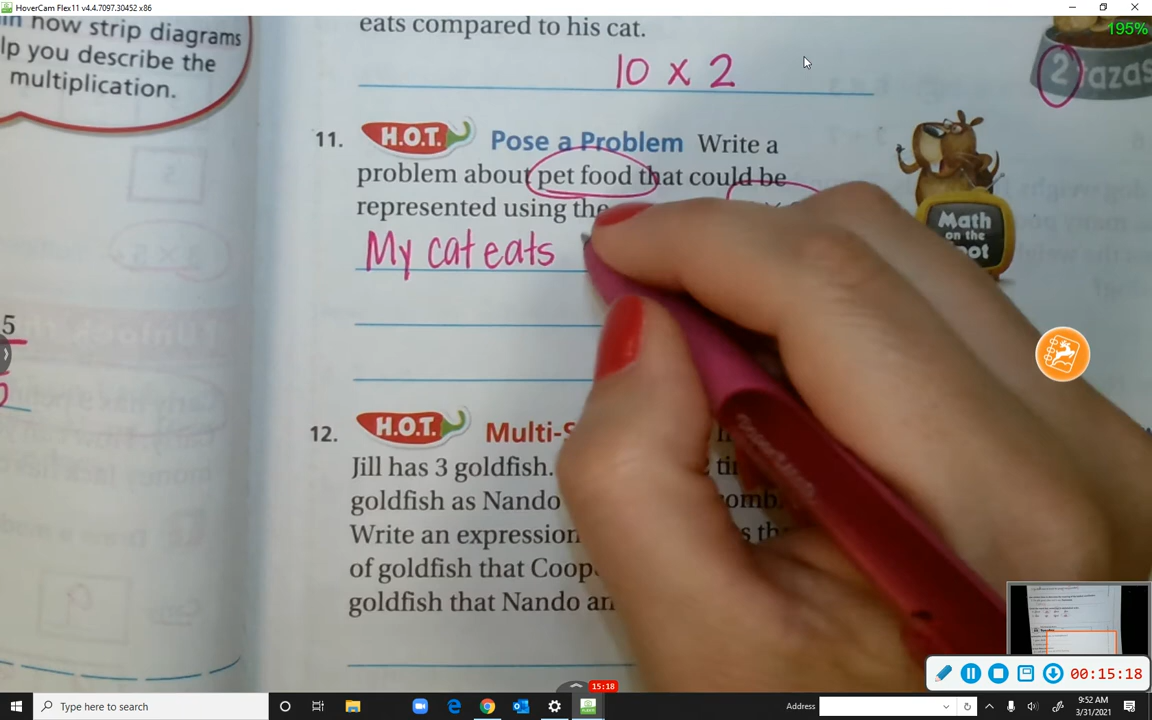 HoverCam Flex11 v4.4.7097.30452 x86
195%
in how strip diagrams
lp you describe the
multiplication.
eats compared to his cat.
10 x 2
2 tazas
11. H.O.T. Pose a Problem Write a
problem about pet food that could be
represented using the
My cat eats
Math
on the
5
12. H.O.T.
Jill has 3 goldfish.
goldfish as Nando
Write an expression
of goldfish that
goldfish that Nando
00:15:18
15:18
Type here to search
Address
9:52 AM
3/31/2021